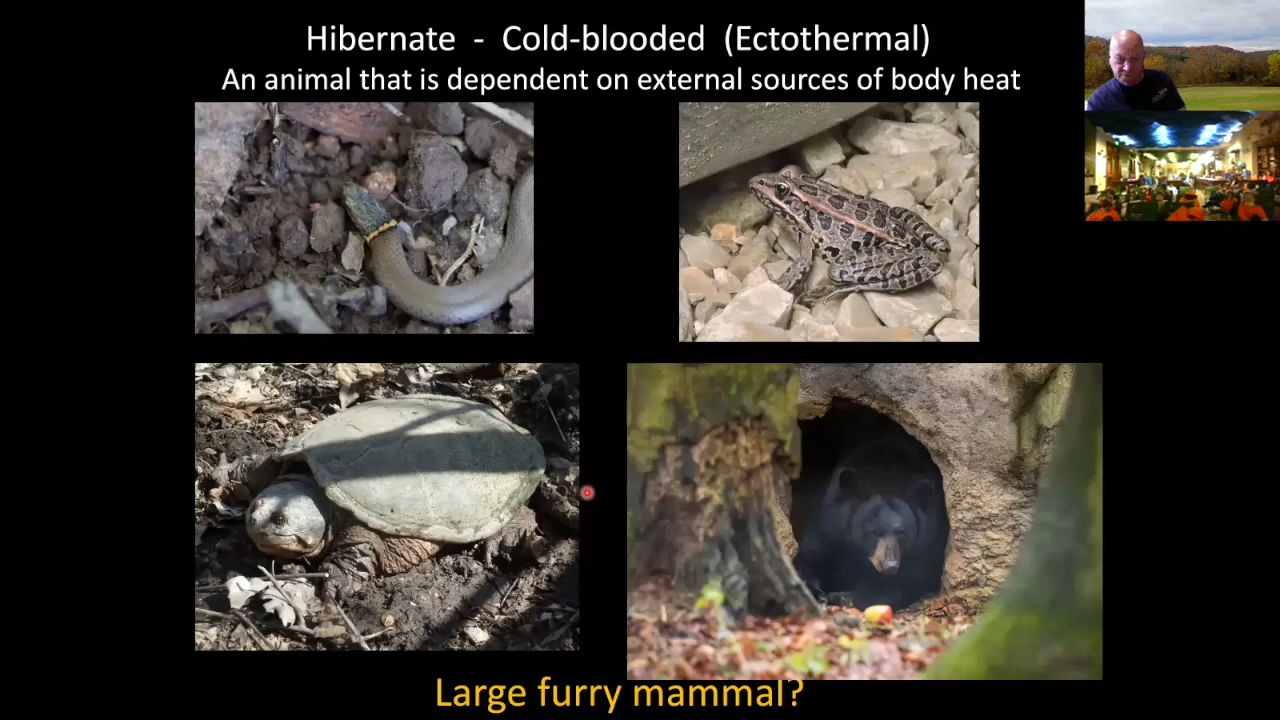 Hibernate - Cold-blooded (Ectothermal)
An animal that is dependent on external sources of body heat
Large furry mammal?